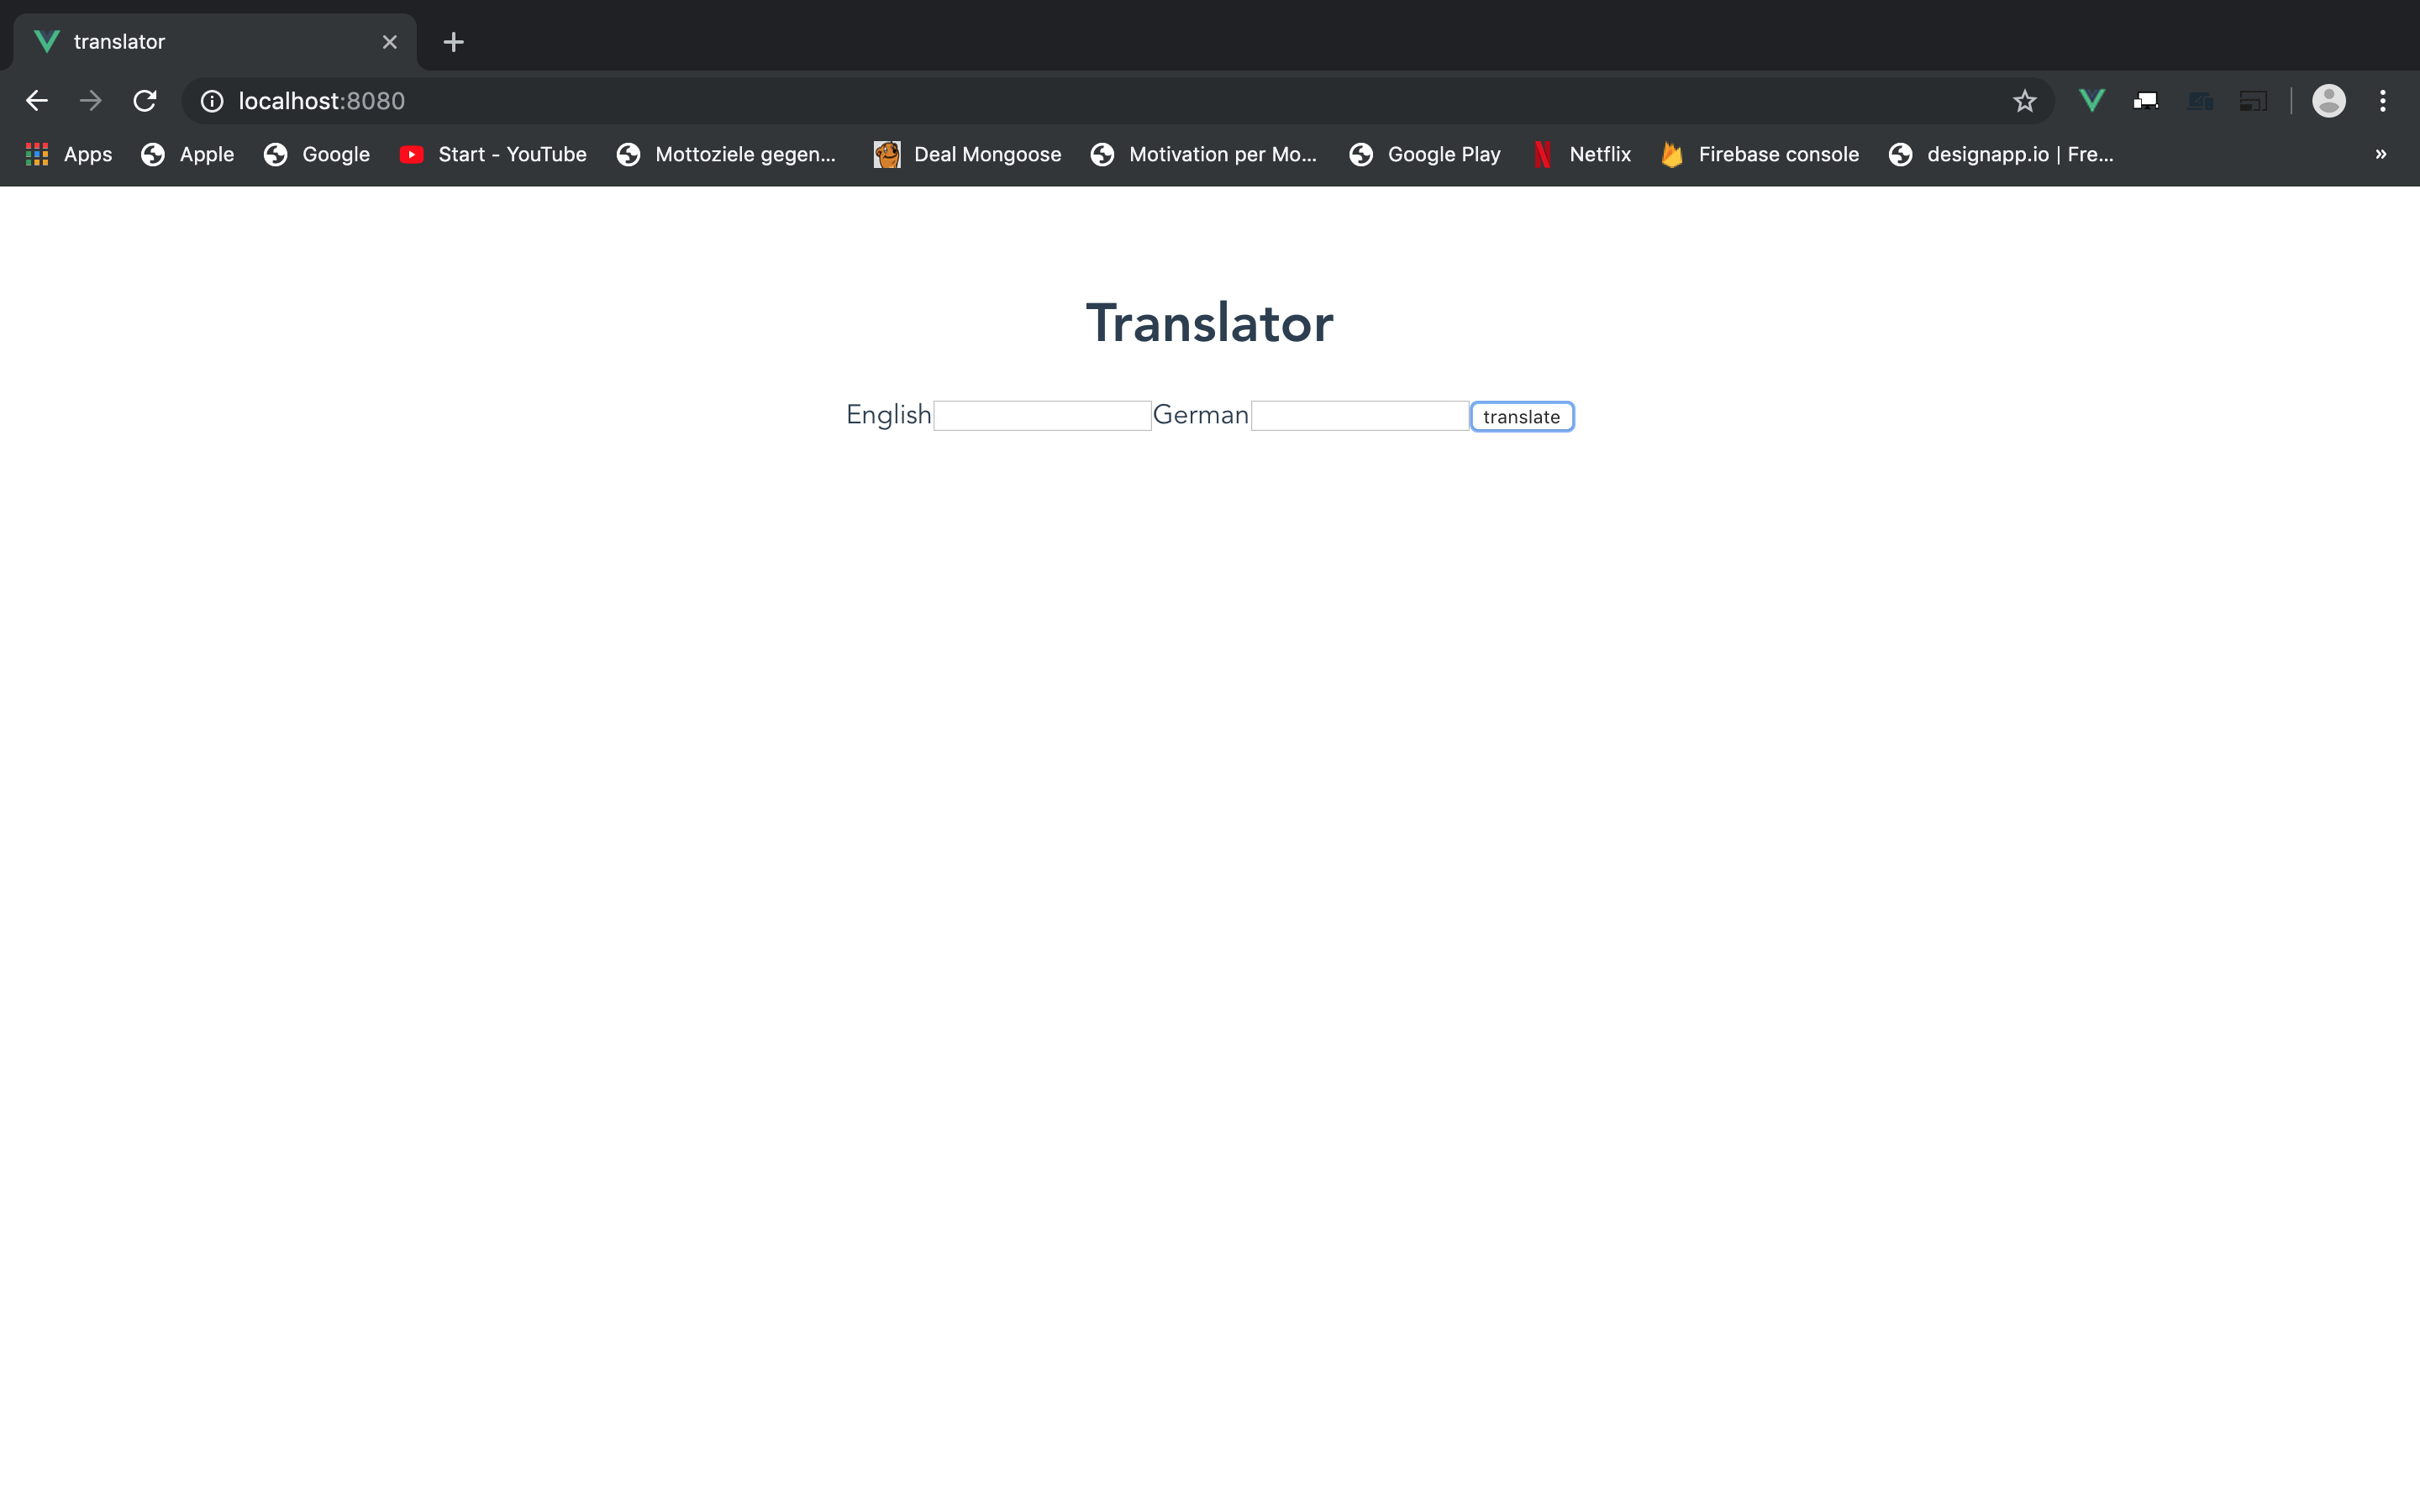 translator
localhost:8080
Apps Apple Google Start - YouTube Mottoziele gegen... Deal Mongoose Motivation per Mo... Google Play Netflix Firebase console designapp.io | Fre... »
Translator
English German translate